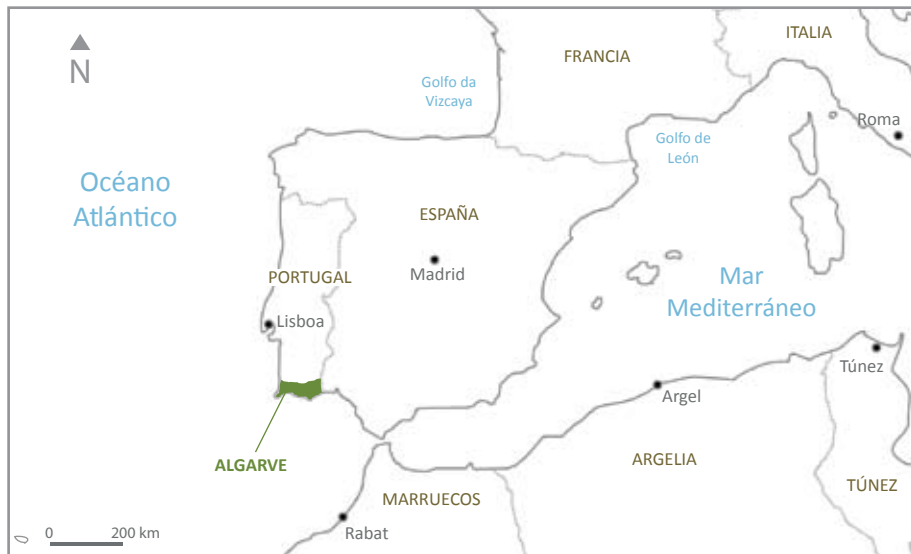 ITALIA
FRANCIA
N
Golfo da
Vizcaya
Roma
Golfo de
León
Océano
Atlántico
ESPAÑA
Madrid
PORTUGAL
Mar
Mediterráneo
Lisboa
Túnez
Argel
ALGARVE
ARGELIA
TÚNEZ
MARRUECOS
0 200 km
Rabat